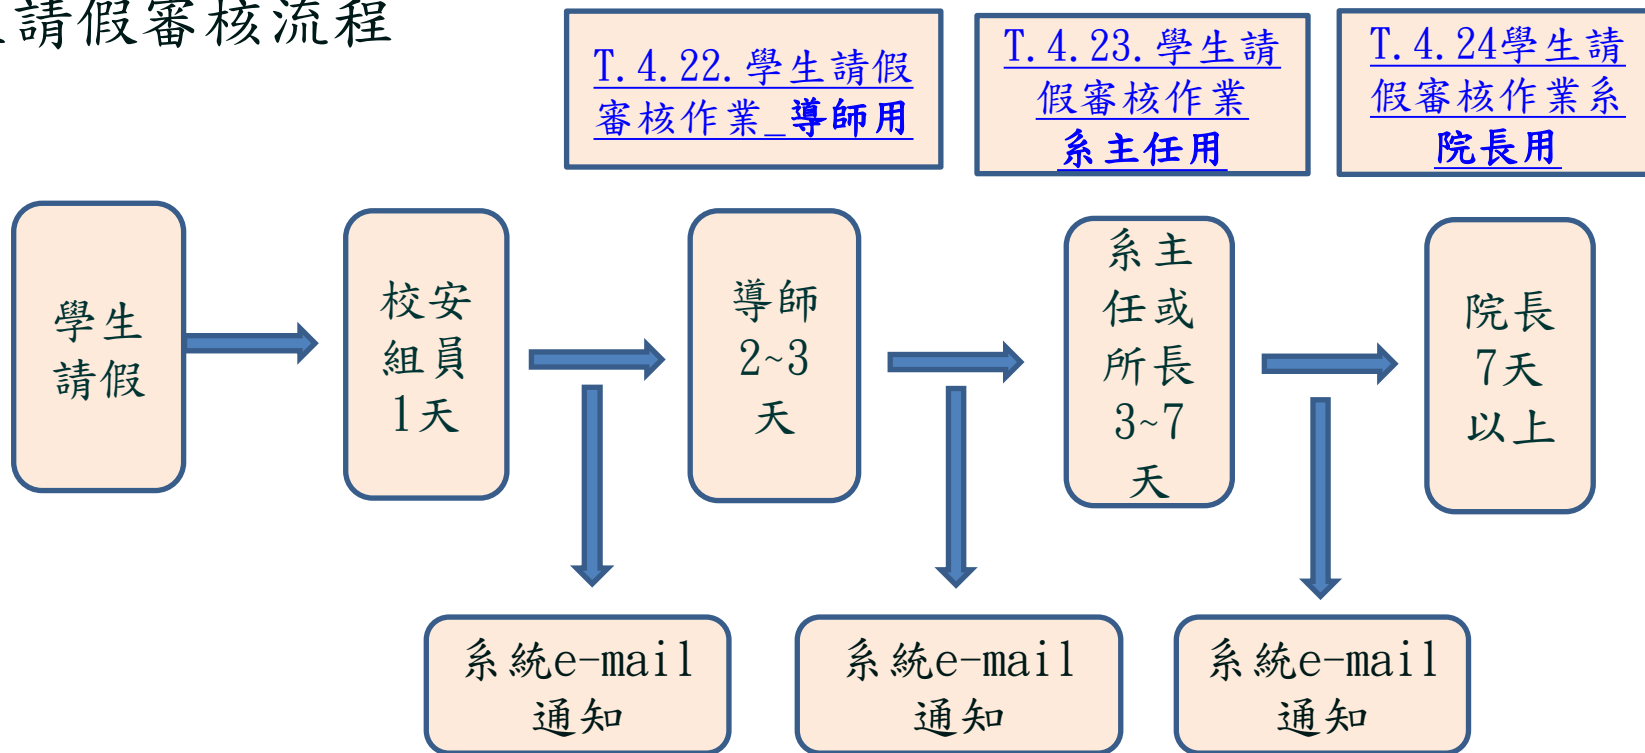 請假審核流程
T.4.22.學生請假
審核作業_導師用
T.4.23.學生請
假審核作業
系主任用
T.4.24學生請
假審核作業系
院長用
學生
請假
校安
組員
1天
導師
2~3
天
系主
任或
所長
3~7
天
院長
7天
以上
系統e-mail
通知
系統e-mail
通知
系統e-mail
通知